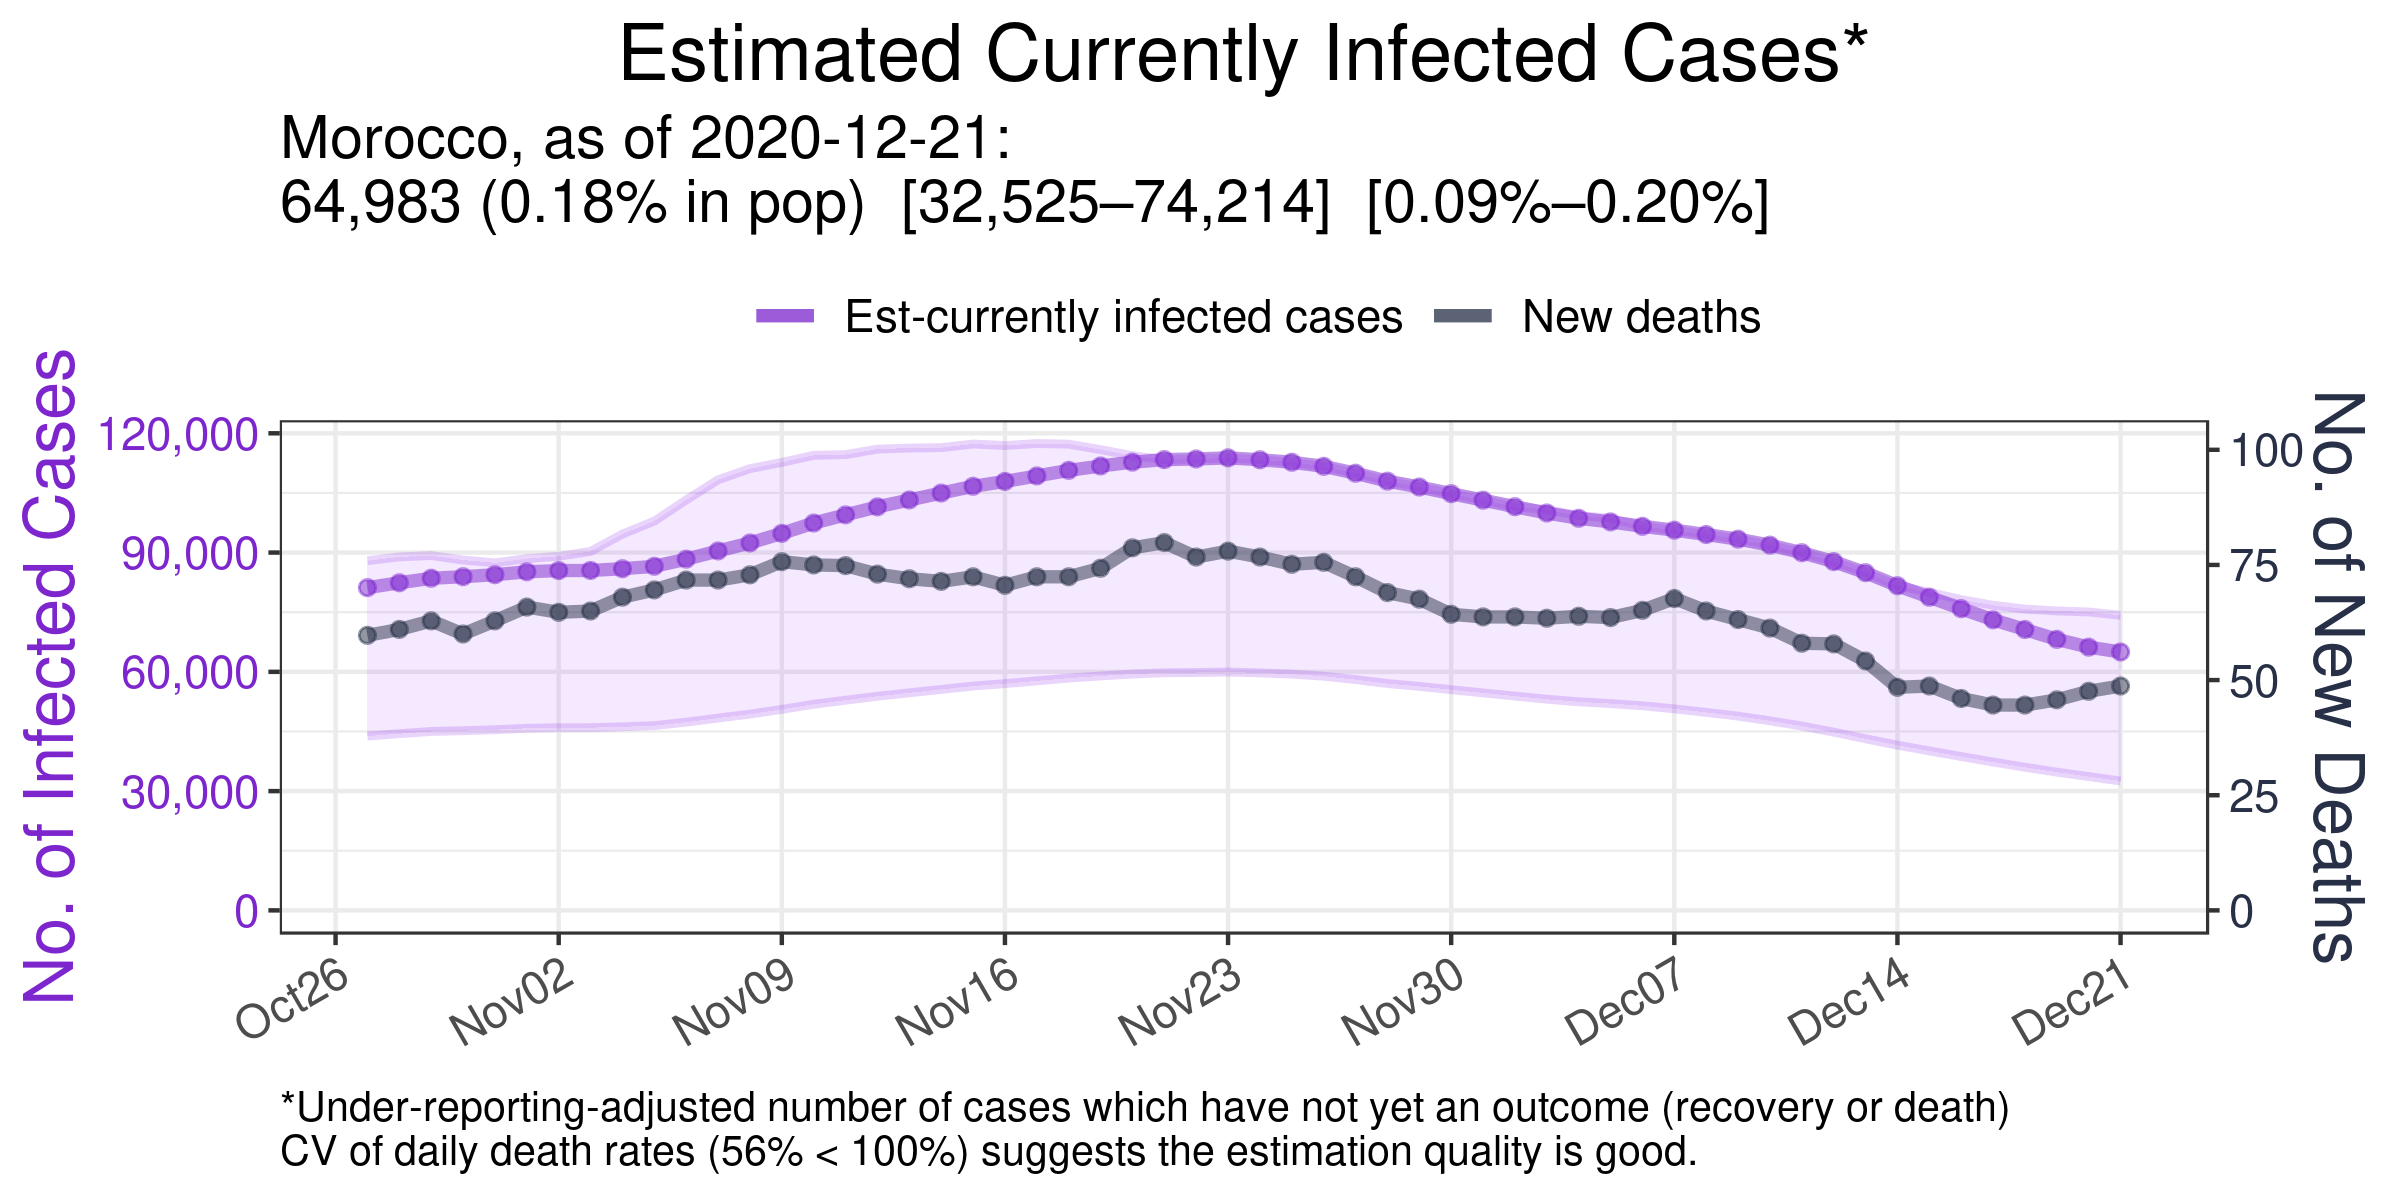 Estimated Currently Infected Cases*
Morocco, as of 2020-12-21:
64,983 (0.18% in pop)  [32,525–74,214]  [0.09%–0.20%]
Est-currently infected cases
New deaths
No. of Infected Cases
120,000
90,000
60,000
30,000
0
100
75
50
25
0
No. of New Deaths
Oct26
Nov02
Nov09
Nov16
Nov23
Nov30
Dec07
Dec14
Dec21
*Under-reporting-adjusted number of cases which have not yet an outcome (recovery or death)
CV of daily death rates (56% < 100%) suggests the estimation quality is good.